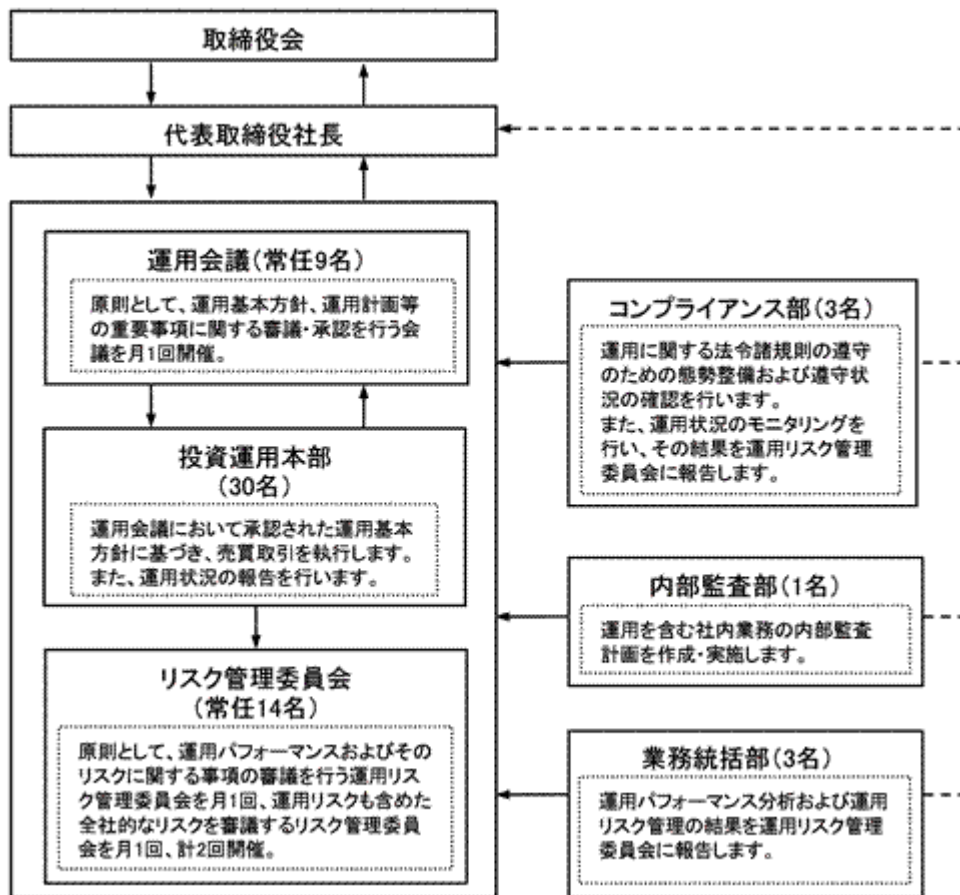 取締役会
代表取締役社長
運用会議(常任9名)
原則として、運用基本方針、運用計画等
の重要事項に関する審議・承認を行う会
議を月1回開催。
投資運用本部
(30名)
運用会議において承認された運用基本
方針に基づき、売買取引を執行します。
また、運用状況の報告を行います。
リスク管理委員会
(常任14名)
原則として、運用パフォーマンスおよびその
リスクに関する事項の審議を行う運用リス
ク管理委員会を月1回、運用リスクも含めた
全社的なリスクを審議するリスク管理委員
会を月1回、計2回開催。
コンプライアンス部(3名)
運用に関する法令諸規則の遵守
のための態勢整備および遵守状
況の確認を行います。
また、運用状況のモニタリングを
行い、その結果を運用リスク管理
委員会に報告します。
内部監査部(1名)
運用を含む社内業務の内部監査
計画を作成・実施します。
業務統括部(3名)
運用パフォーマンス分析および運用
リスク管理の結果を運用リスク管理
委員会に報告します。